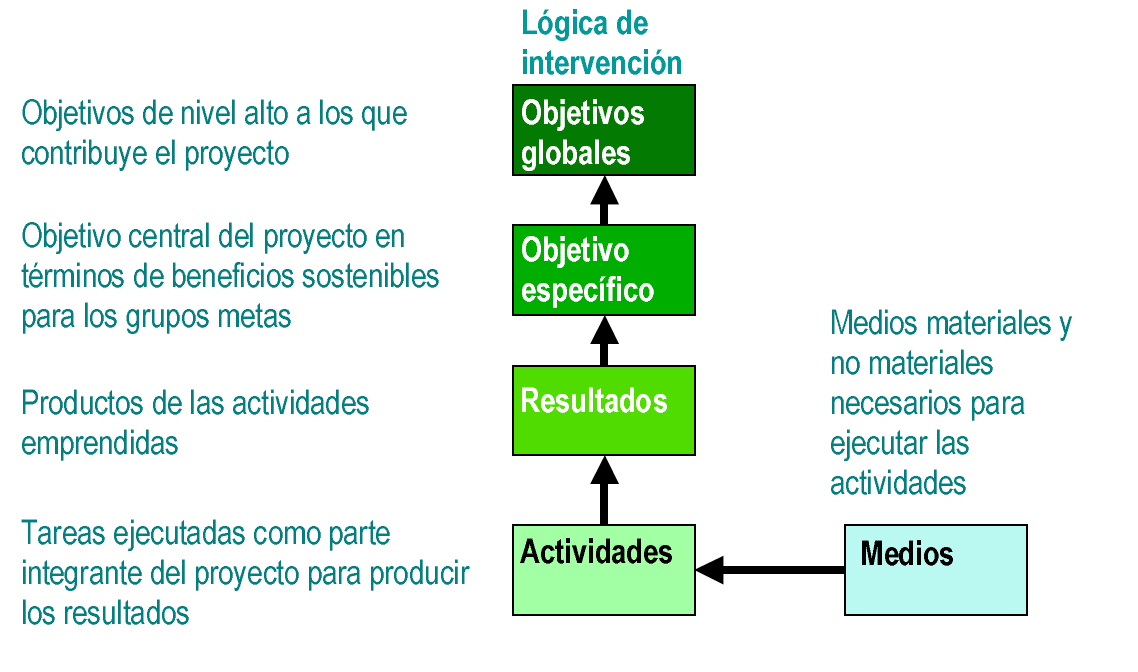 Lógica de
intervención
Objetivos de nivel alto a los que
contribuye el proyecto
Objetivos
globales
Objetivo central del proyecto en
términos de beneficios sostenibles
para los grupos metas
Objetivo
específico
Productos de las actividades
emprendidas
Resultados
Medios materiales y
no materiales
necesarios para
ejecutar las
actividades
Tareas ejecutadas como parte
integrante del proyecto para producir
los resultados
Actividades
Medios